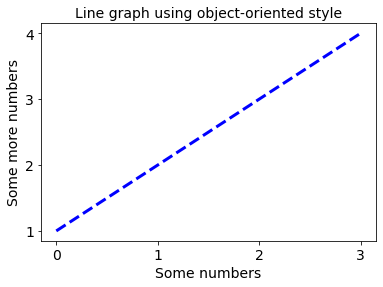 Line graph using object-oriented style
Some more numbers
4
3
2
1
0 1 2 3
Some numbers